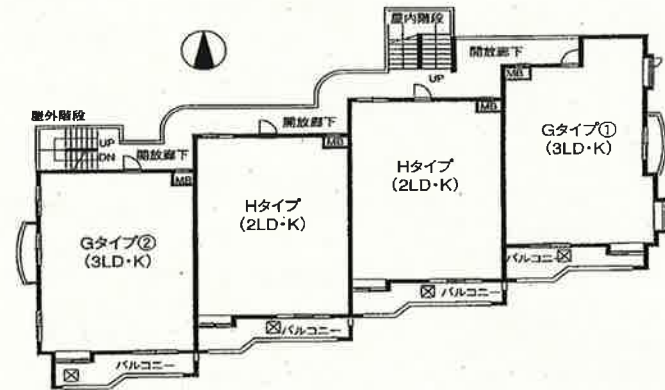 屋内階段
開放廊下
UP
MB
Gタイプ①
(3LD・K)
屋外階段
UP
DN
開放廊下
MB
開放廊下
MB
Hタイプ
(2LD・K)
MB
Hタイプ
(2LD・K)
Gタイプ②
(3LD・K)
バルコニー
バルコニー
バルコニー
バルコニー